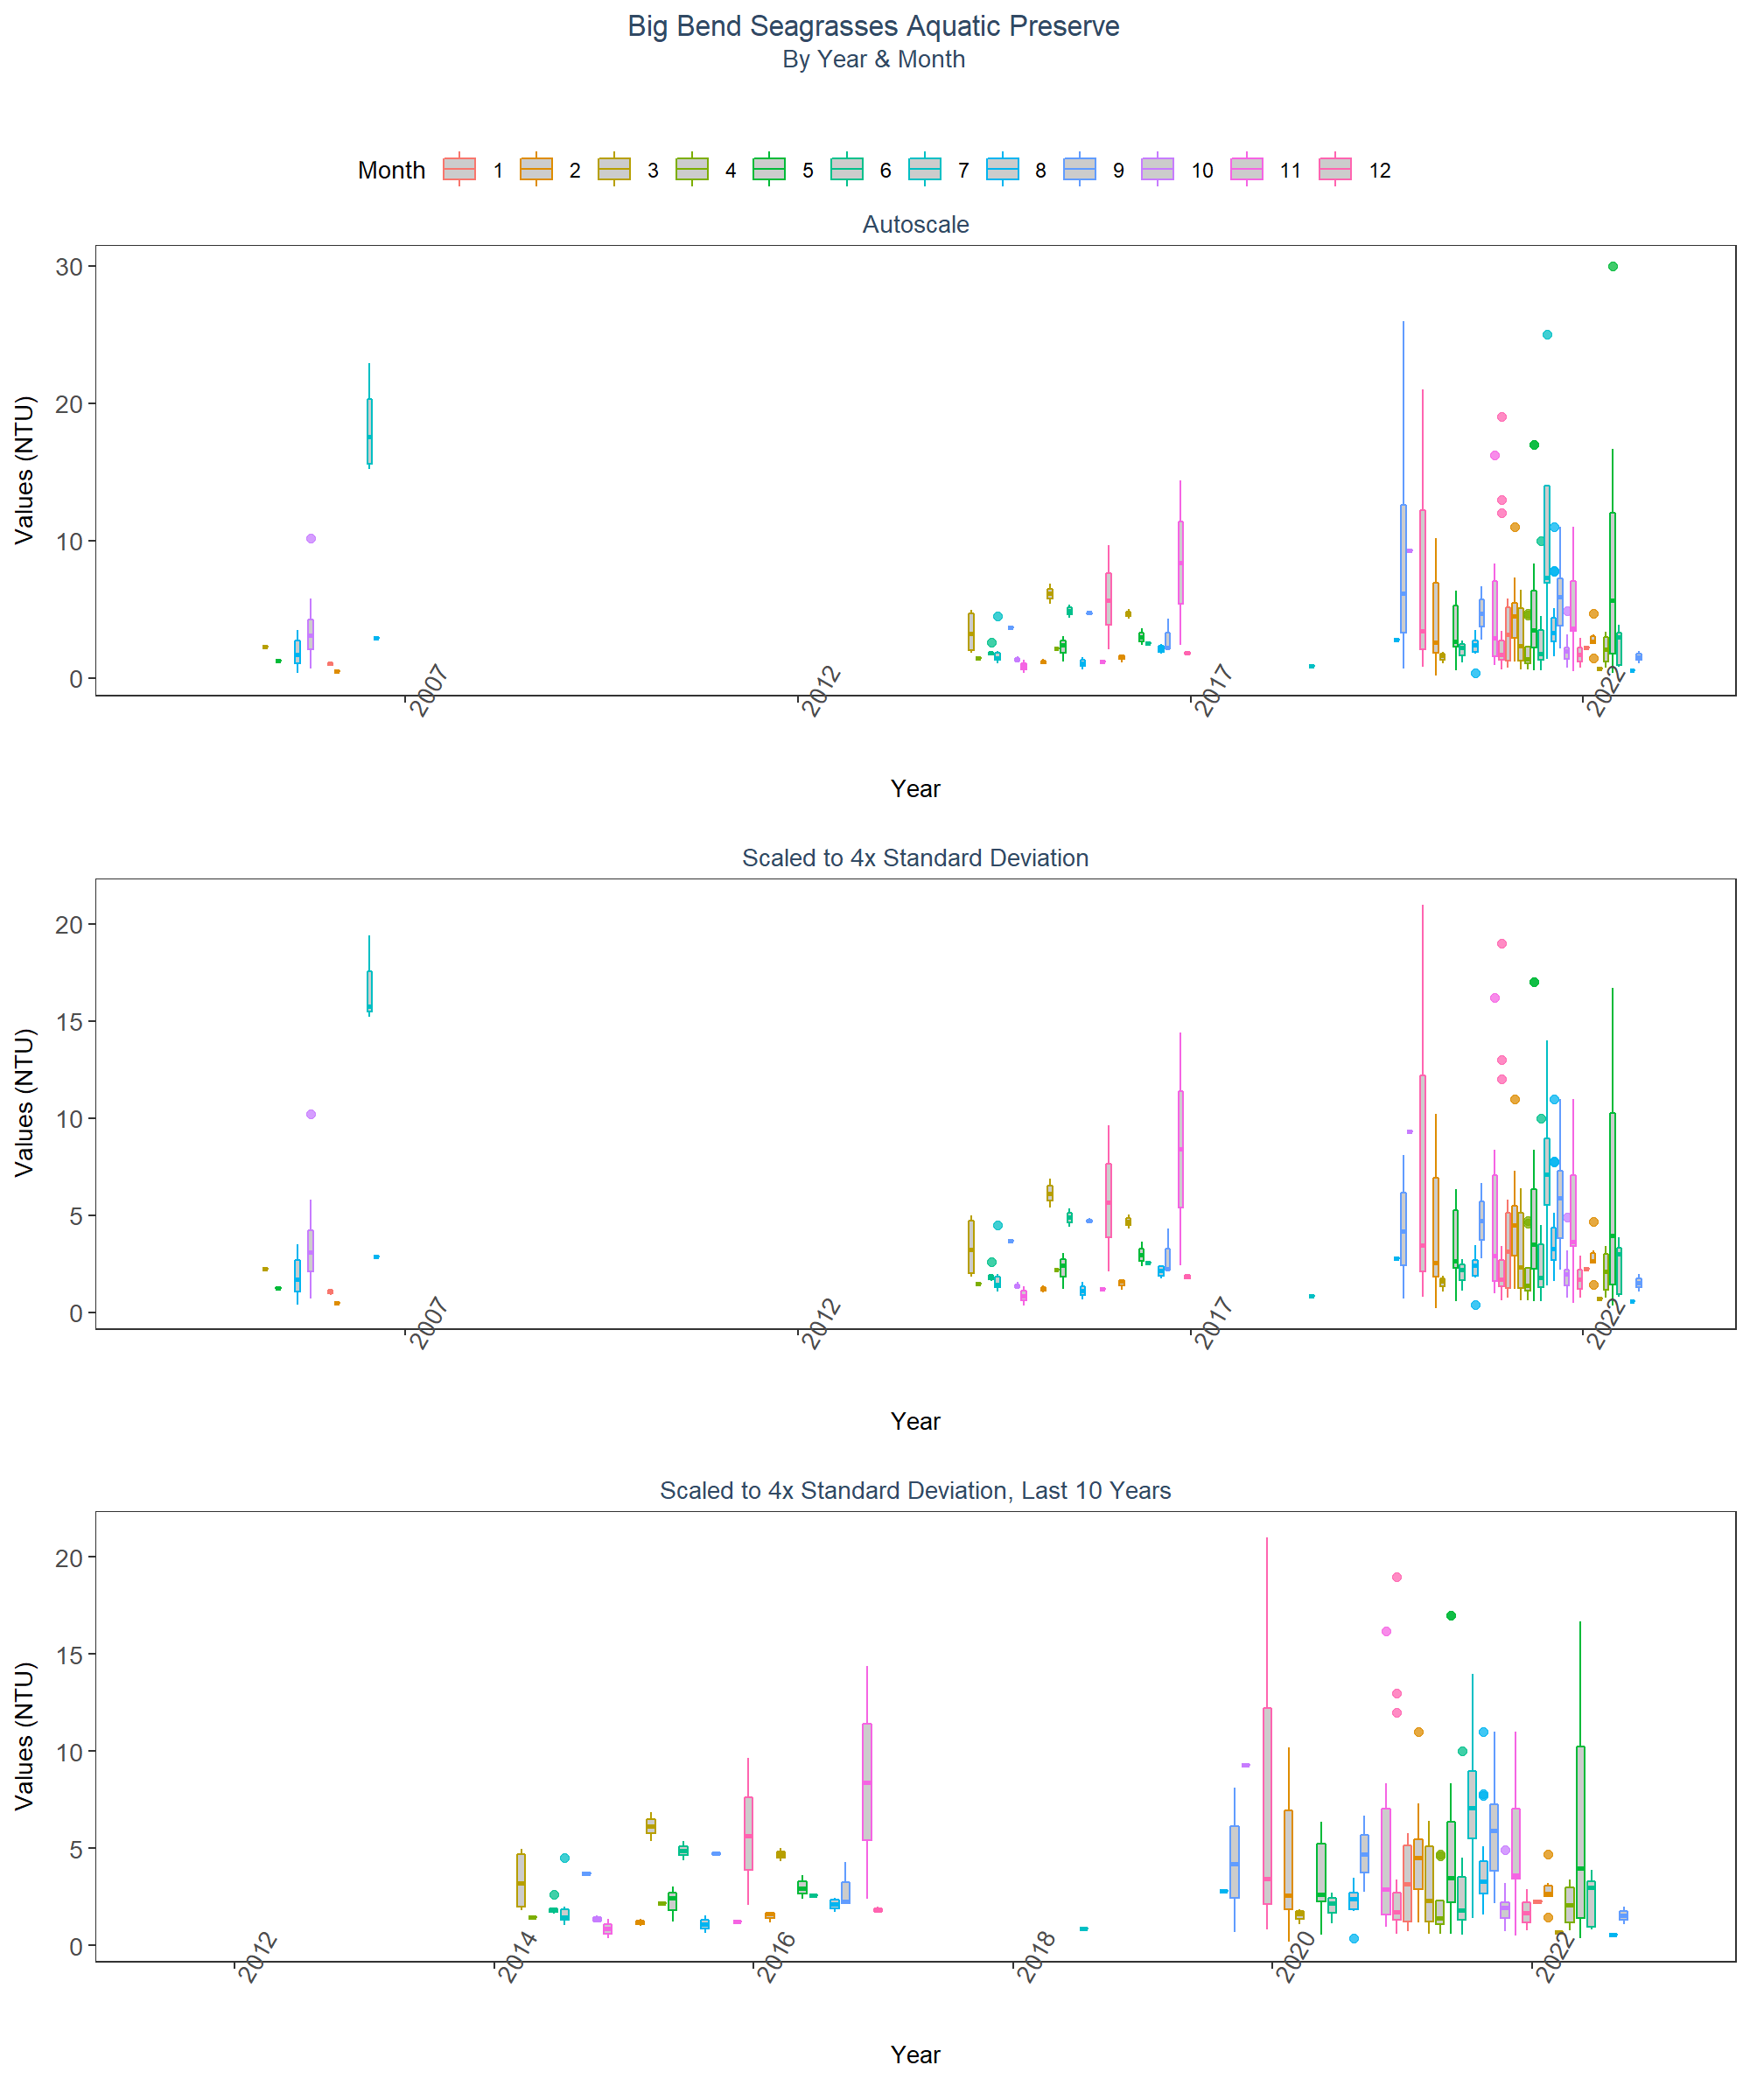 Big Bend Seagrasses Aquatic Preserve
By Year & Month
Month 1 2 3 4 5 6 7 8 9 10 11 12
Autoscale
Values (NTU)
30
20
10
0
2007 2012 2017 2022
Year
Scaled to 4x Standard Deviation
Values (NTU)
20
15
10
5
0
2007 2012 2017 2022
Year
Scaled to 4x Standard Deviation, Last 10 Years
Values (NTU)
20
15
10
5
0
2012 2014 2016 2018 2020 2022
Year